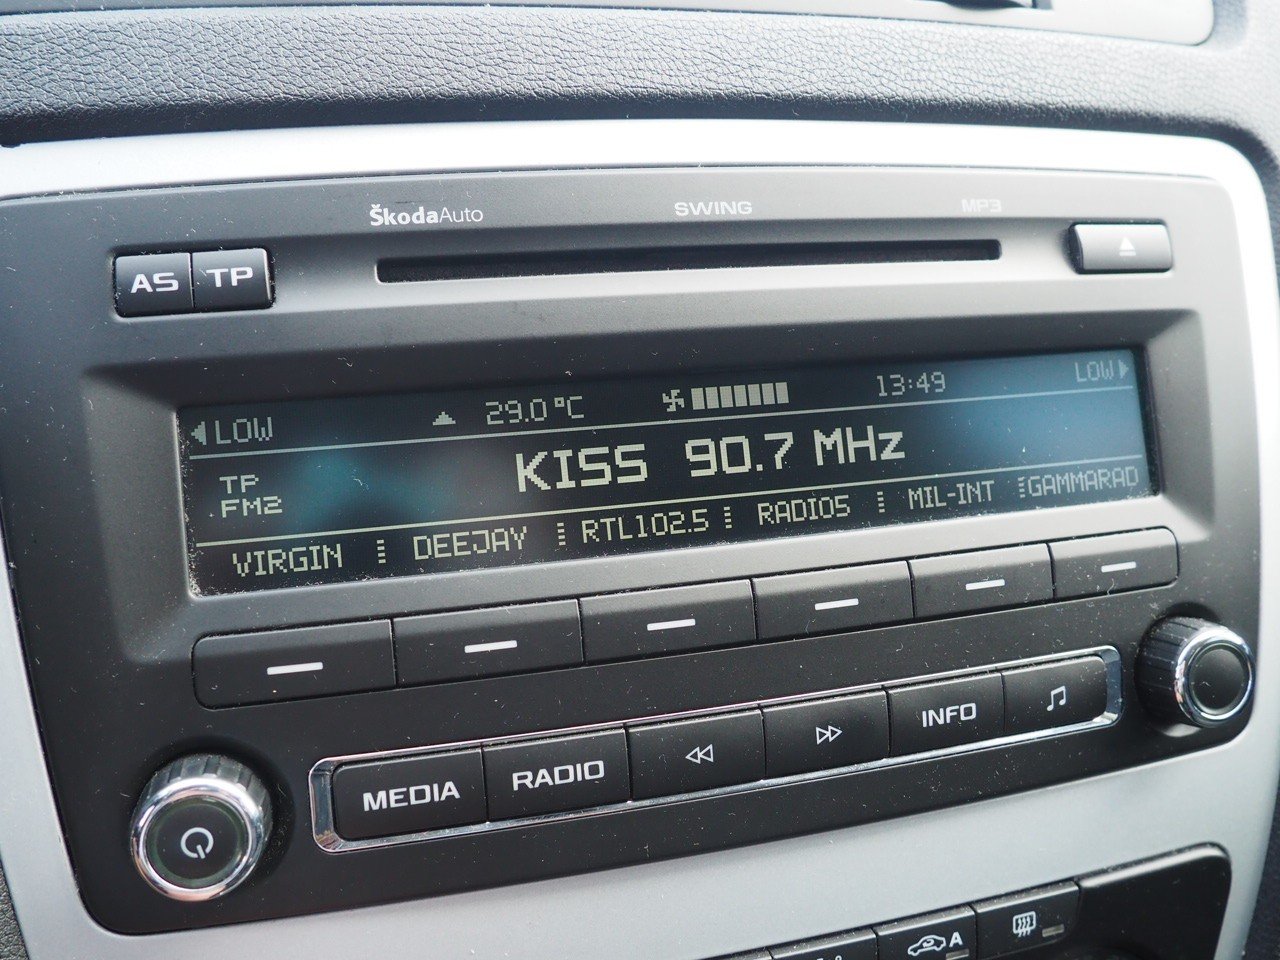 ŠkodaAuto SWING MP3
AS TP
LOW 29.0 °C 13:49 LOW
TP
FM2
KISS 90.7 MHz
VIRGIN DEEJAY RTL102.5 RADIO5 MIL-INT GAMMARAD
MEDIA RADIO INFO
A